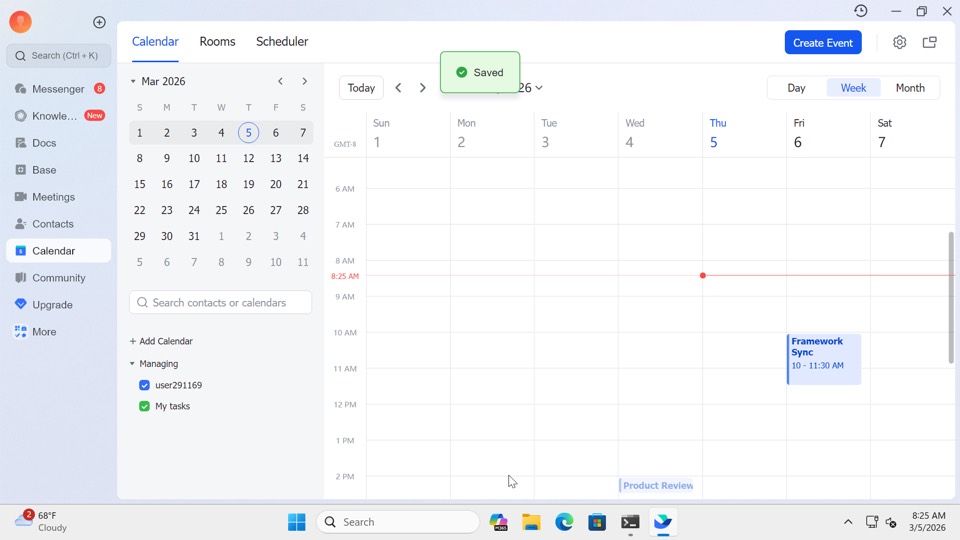 Search (Ctrl + K)
Messenger 8
Knowle... New
Docs
Base
Meetings
Contacts
Calendar
Community
Upgrade
More
Calendar Rooms Scheduler
Create Event
Saved
Mar 2026
S M T W T F S
1 2 3 4 5 6 7
8 9 10 11 12 13 14
15 16 17 18 19 20 21
22 23 24 25 26 27 28
29 30 31 1 2 3 4
5 6 7 8 9 10 11
Search contacts or calendars
+ Add Calendar
Managing
user291169
My tasks
Today
26
Day Week Month
GMT-8
Sun Mon Tue Wed Thu Fri Sat
1 2 3 4 5 6 7
6 AM
7 AM
8 AM
8:25 AM
9 AM
10 AM
11 AM
12 PM
1 PM
2 PM
Framework
Sync
10 - 11:30 AM
Product Review
2
68°F
Cloudy
Search
8:25 AM
3/5/2026